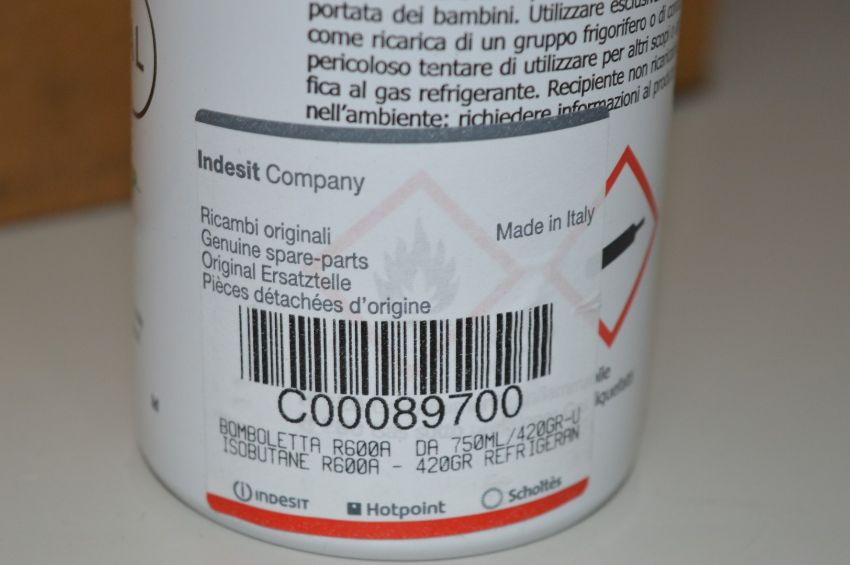 portata dei bambini. Utilizzare
come ricarica di un gruppo frigorifero o di
pericoloso tentare di utilizzare per altri scopi
fica al gas refrigerante. Recipiente non
nell'ambiente: richiedere informazioni al
Indesit Company
Made in Italy
Ricambi originali
Genuine spare-parts
Original Ersatztelle
Pièces détachées d'origine
C00089700
BOMBOLETTA R600A DA 750ML/420GR-U
ISOBUTANE R600A - 420GR REFRIGERAN
INDESIT
Hotpoint
Scholtès